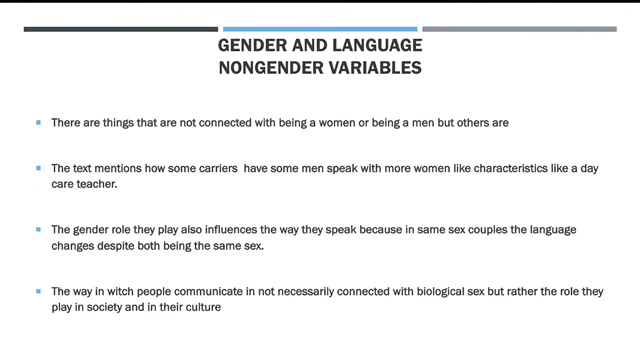 GENDER AND LANGUAGE
NONGENDER VARIABLES
There are things that are not connected with being a women or being a men but others are
The text mentions how some carriers have some men speak with more women like characteristics like a day
care teacher.
The gender role they play also influences the way they speak because in same sex couples the language
changes despite both being the same sex.
The way in witch people communicate in not necessarily connected with biological sex but rather the role they
play in society and in their culture